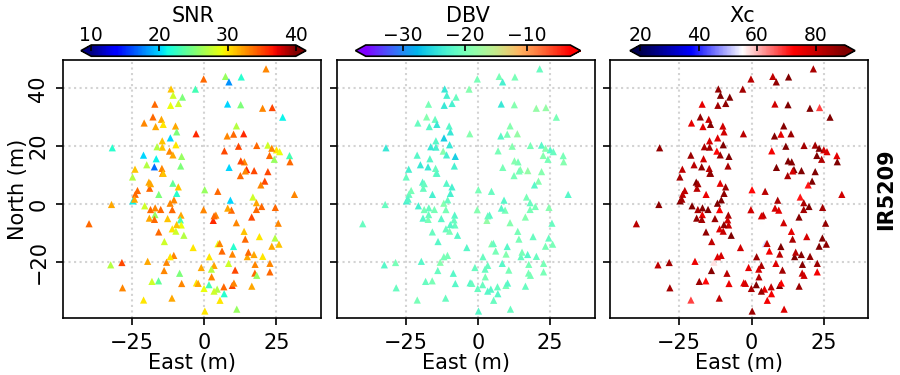 SNR
DBV
Xc
10 20 30 40
−30 −20 −10
20 40 60 80
40
20
0
−20
North (m)
IR5209
−25 0 25
−25 0 25
−25 0 25
East (m)
East (m)
East (m)